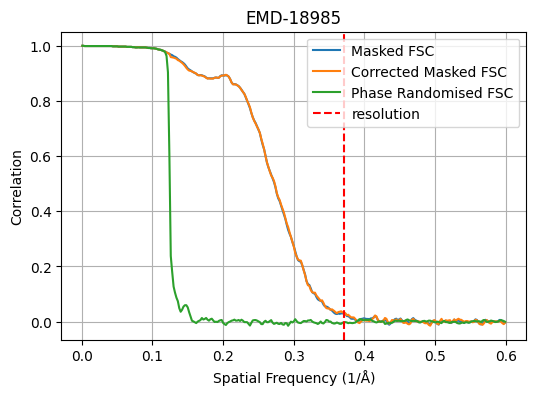 EMD-18985
Masked FSC
Corrected Masked FSC
Phase Randomised FSC
resolution
1.0
0.8
0.6
0.4
0.2
0.0
Correlation
0.0 0.1 0.2 0.3 0.4 0.5 0.6
Spatial Frequency (1/Å)